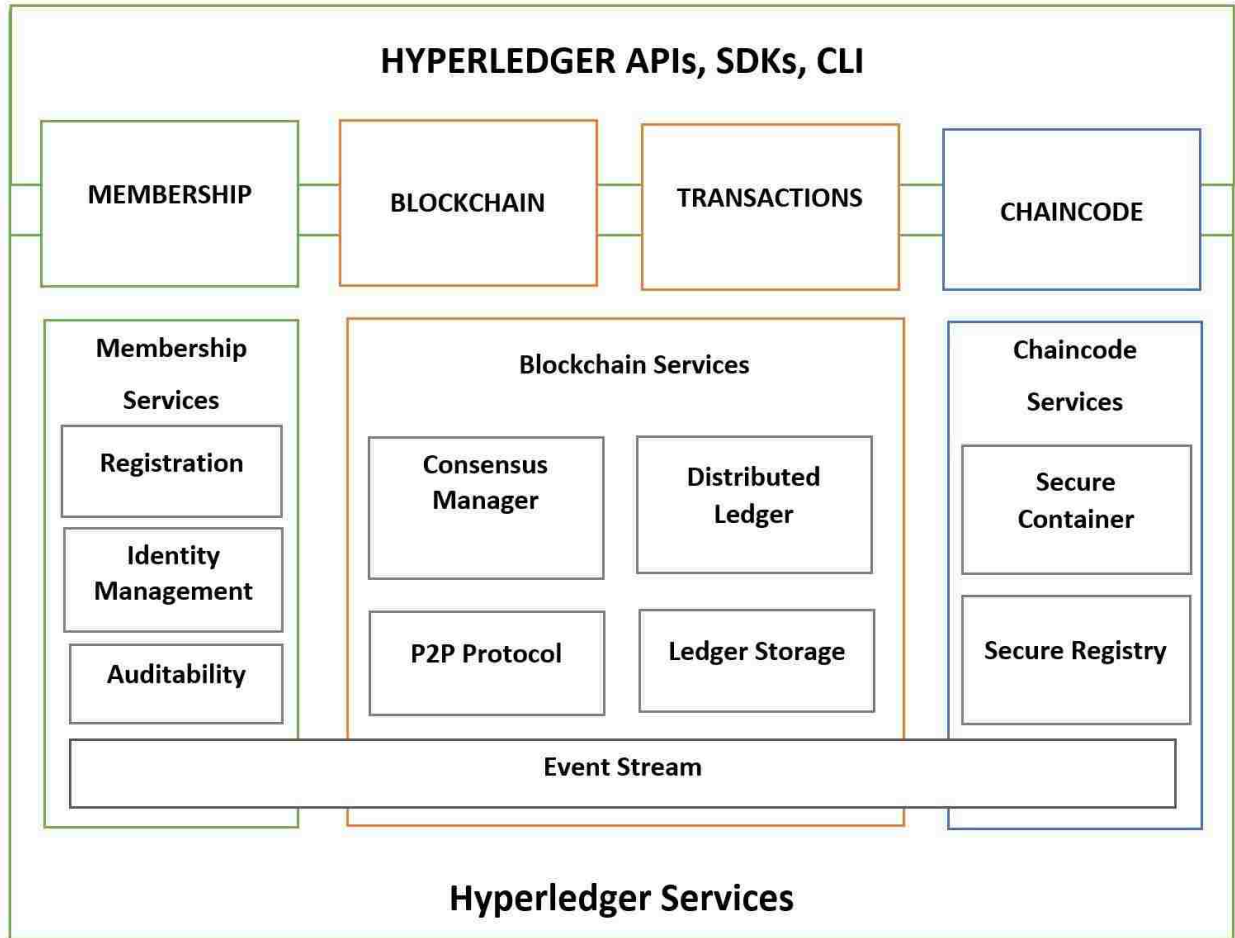 HYPERLEDGER APIs, SDKs, CLI
MEMBERSHIP
BLOCKCHAIN
TRANSACTIONS
CHAINCODE
Membership
Services
Registration
Identity
Management
Auditability
Blockchain Services
Consensus
Manager
Distributed
Ledger
P2P Protocol
Ledger Storage
Chaincode
Services
Secure
Container
Secure Registry
Event Stream
Hyperledger Services